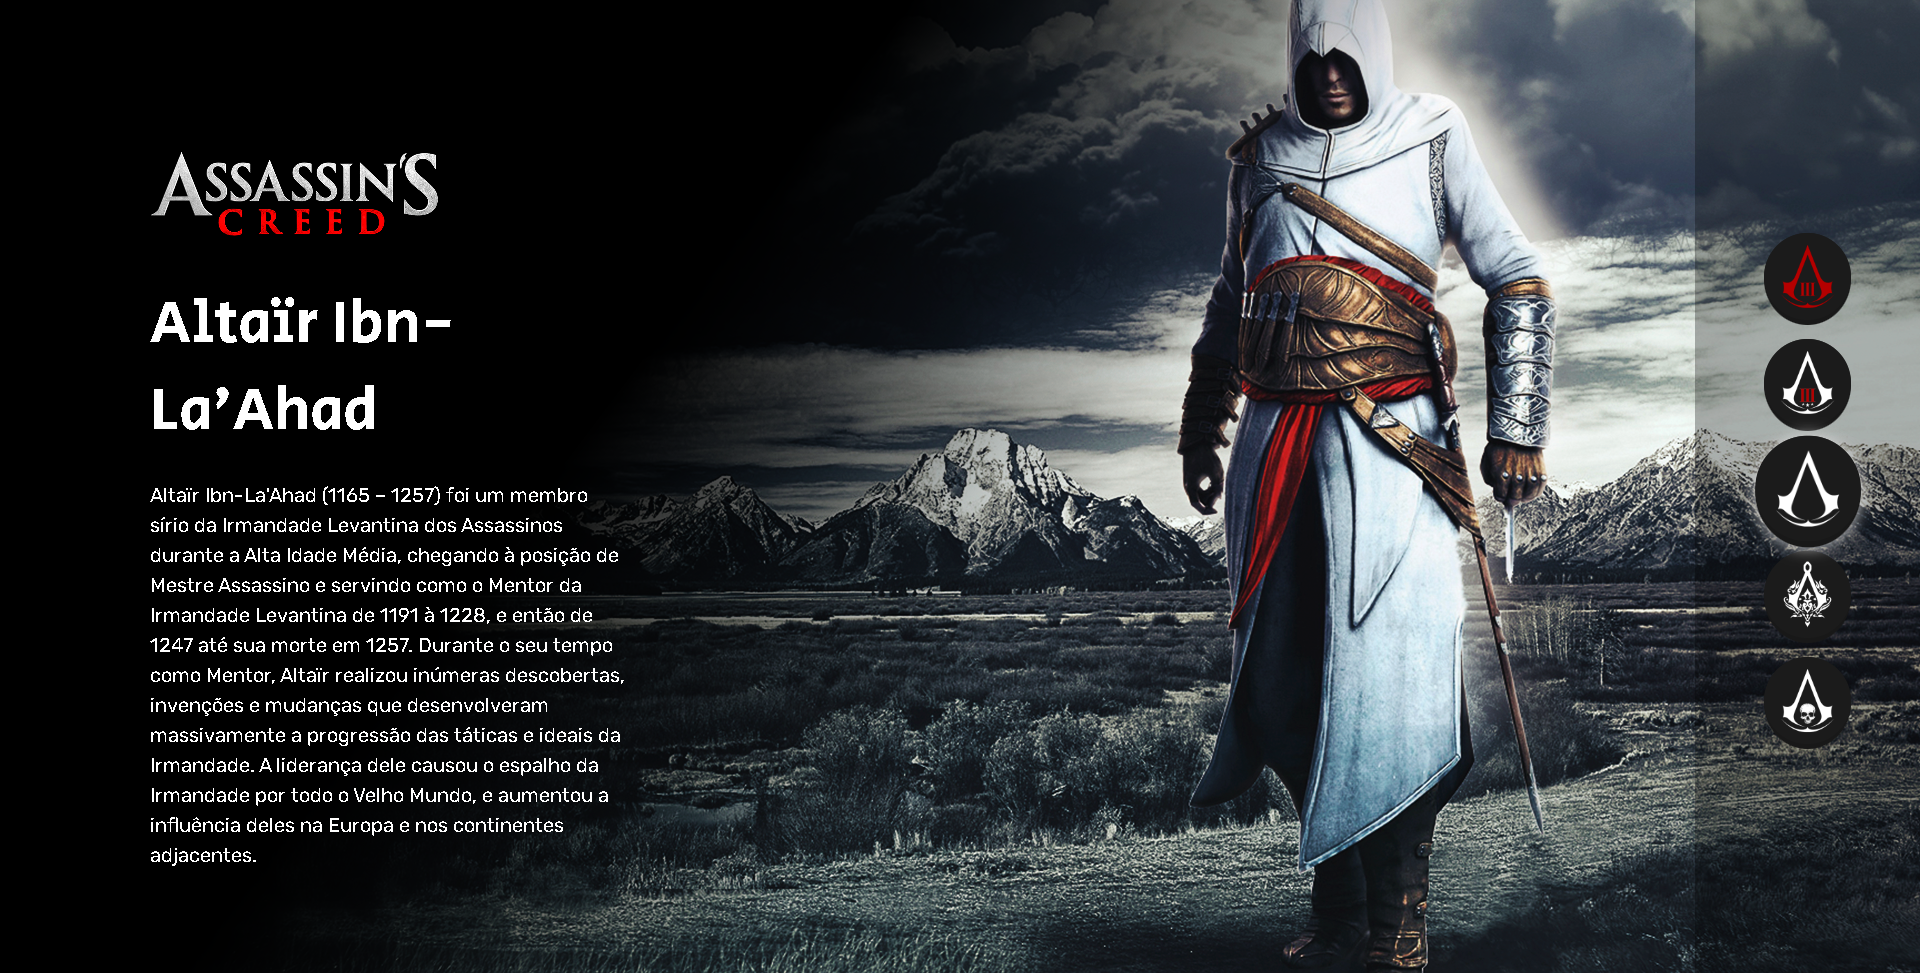 ASSASSIN'S
CREED
Altaïr Ibn-
La’Ahad
Altaïr Ibn-La'Ahad (1165 – 1257) foi um membro
sírio da Irmandade Levantina dos Assassinos
durante a Alta Idade Média, chegando à posição de
Mestre Assassino e servindo como o Mentor da
Irmandade Levantina de 1191 à 1228, e então de
1247 até sua morte em 1257. Durante o seu tempo
como Mentor, Altaïr realizou inúmeras descobertas,
invenções e mudanças que desenvolveram
massivamente a progressão das táticas e ideais da
Irmandade. A liderança dele causou o espalho da
Irmandade por todo o Velho Mundo, e aumentou a
influência deles na Europa e nos continentes
adjacentes.
III
III